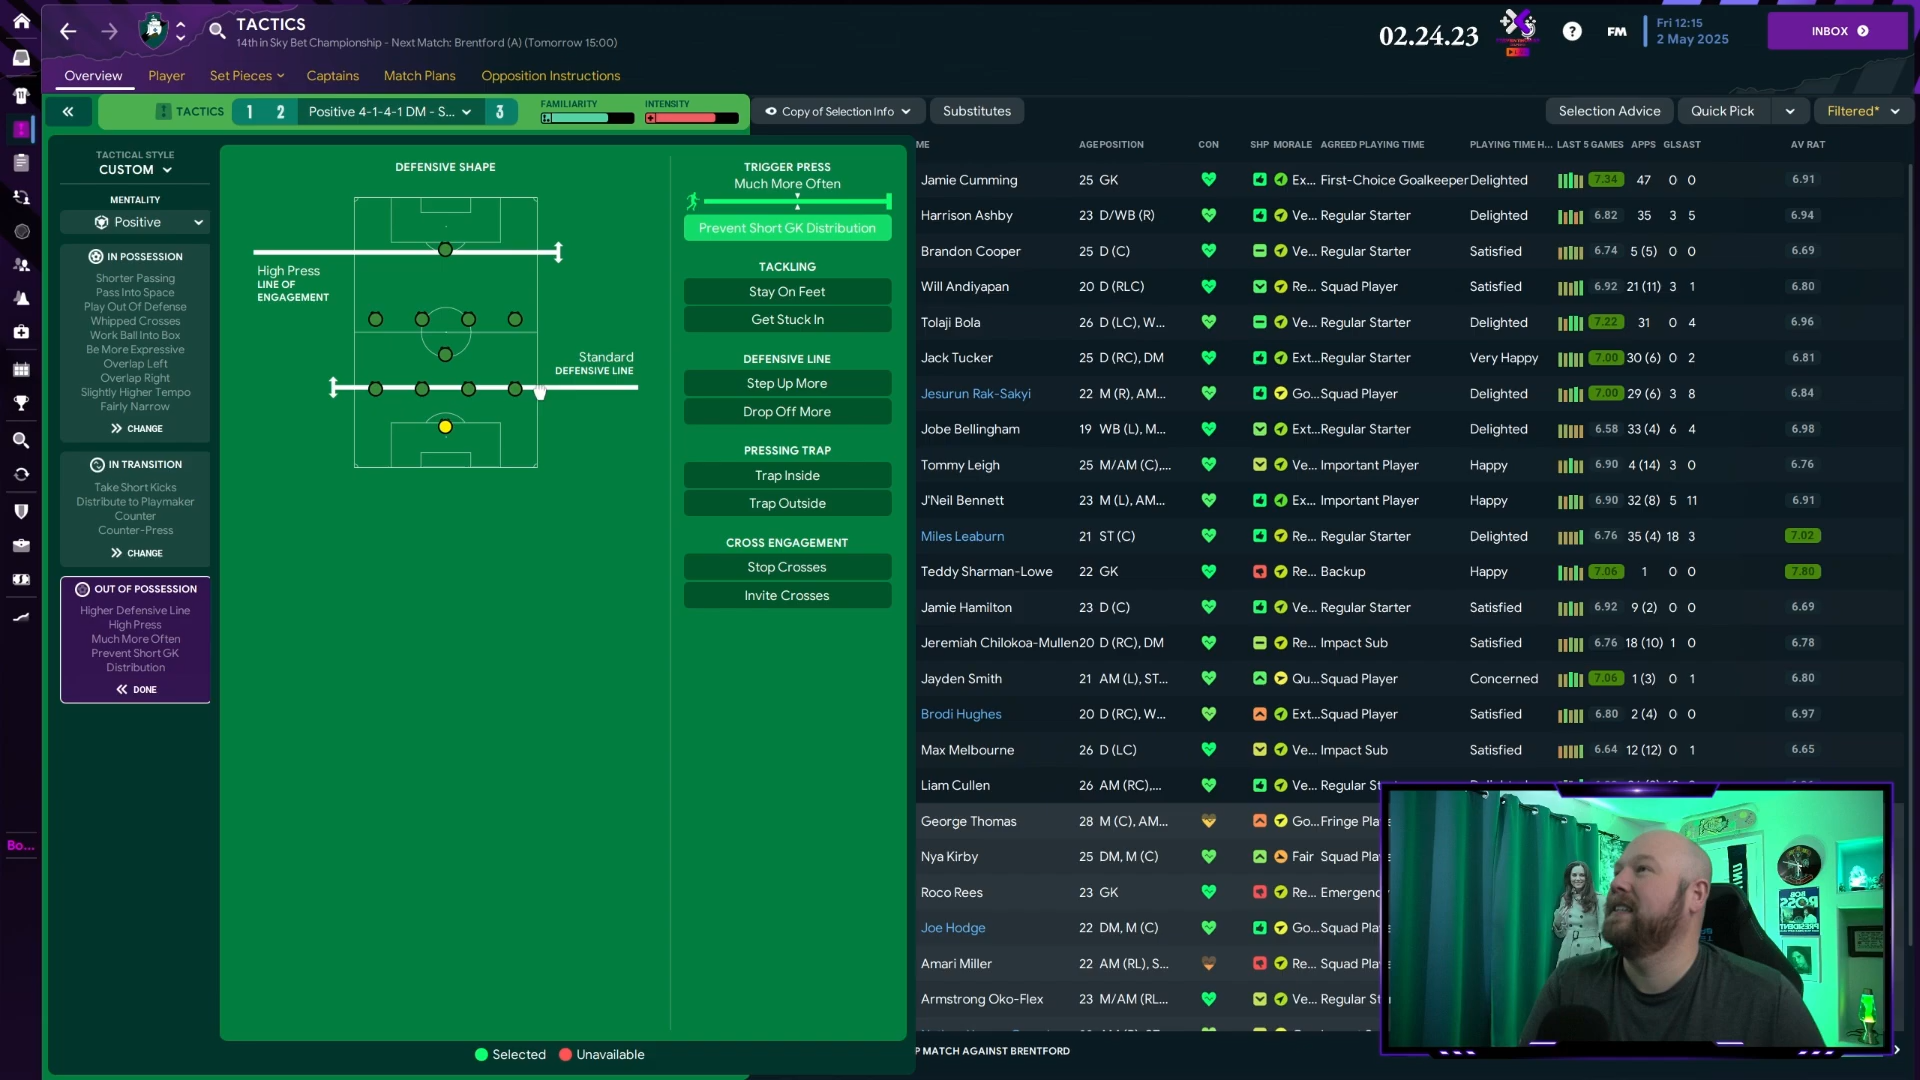 TACTICS
14th in Sky Bet Championship - Next Match: Brentford (A) (Tomorrow 15:00)
02.24.23
FM
Fri 12:15
2 May 2025
INBOX
Overview
Player
Set Pieces
Captains
Match Plans
Opposition Instructions
TACTICS
1 2
Positive 4-1-4-1 DM - S...
3
FAMILIARITY
INTENSITY
Copy of Selection Info
Substitutes
Selection Advice
Quick Pick
Filtered*
TACTICAL STYLE
CUSTOM
MENTALITY
Positive
IN POSSESSION
Shorter Passing
Pass Into Space
Play Out Of Defense
Whipped Crosses
Work Ball Into Box
Be More Expressive
Overlap Left
Overlap Right
Slightly Higher Tempo
Fairly Narrow
CHANGE
IN TRANSITION
Take Short Kicks
Distribute to Playmaker
Counter
Counter-Press
CHANGE
OUT OF POSSESSION
Higher Defensive Line
High Press
Much More Often
Prevent Short GK
Distribution
DONE
DEFENSIVE SHAPE
High Press
LINE OF
ENGAGEMENT
Standard
DEFENSIVE LINE
TRIGGER PRESS
Much More Often
Prevent Short GK Distribution
TACKLING
Stay On Feet
Get Stuck In
DEFENSIVE LINE
Step Up More
Drop Off More
PRESSING TRAP
Trap Inside
Trap Outside
CROSS ENGAGEMENT
Stop Crosses
Invite Crosses
Selected
Unavailable
ME AGE POSITION CON SHP MORALE AGREED PLAYING TIME PLAYING TIME H... LAST 5 GAMES APPS GLS AST AV RAT
Jamie Cumming 25 GK Ex... First-Choice Goalkeeper Delighted 7.34 47 0 0 6.91
Harrison Ashby 23 D/WB (R) Ve... Regular Starter Delighted 6.82 35 3 5 6.94
Brandon Cooper 25 D (C) Ve... Regular Starter Satisfied 6.74 5 (5) 0 0 6.69
Will Andiyapan 20 D (RLC) Re... Squad Player Satisfied 6.92 21 (11) 3 1 6.80
Tolaji Bola 26 D (LC), W... Ve... Regular Starter Delighted 7.22 31 0 4 6.96
Jack Tucker 25 D (RC), DM Ext... Regular Starter Very Happy 7.00 30 (6) 0 2 6.81
Jesurun Rak-Sakyi 22 M (R), AM... Go... Squad Player Delighted 7.00 29 (6) 3 8 6.84
Jobe Bellingham 19 WB (L), M... Ext... Regular Starter Delighted 6.58 33 (4) 6 4 6.98
Tommy Leigh 25 M/AM (C),... Ve... Important Player Happy 6.90 4 (14) 3 0 6.76
J'Neil Bennett 23 M (L), AM... Ex... Important Player Happy 6.90 32 (8) 5 11 6.91
Miles Leaburn 21 ST (C) Re... Regular Starter Delighted 6.76 35 (4) 18 3 7.02
Teddy Sharman-Lowe 22 GK Re... Backup Happy 7.06 1 0 0 7.80
Jamie Hamilton 23 D (C) Ve... Regular Starter Satisfied 6.92 9 (2) 0 0 6.69
Jeremiah Chilokoa-Mullen 20 D (RC), DM Re... Impact Sub Satisfied 6.76 18 (10) 1 0 6.78
Jayden Smith 21 AM (L), ST... Qu... Squad Player Concerned 7.06 1 (3) 0 1 6.80
Brodi Hughes 20 D (RC), W... Ext... Squad Player Satisfied 6.80 2 (4) 0 0 6.97
Max Melbourne 26 D (LC) Ve... Impact Sub Satisfied 6.64 12 (12) 0 1 6.65
Liam Cullen 26 AM (RC),... Ve... Regular Sta
George Thomas 28 M (C), AM... Go... Fringe Pla
Nya Kirby 25 DM, M (C) Fair Squad Pla
Roco Rees 23 GK Re... Emergenc
Joe Hodge 22 DM, M (C) Go... Squad Pla
Amari Miller 22 AM (RL), S... Re... Squad Pla
Armstrong Oko-Flex 23 M/AM (RL... Ve... Regular Sta
P MATCH AGAINST BRENTFORD
Bo...
BOB
ROSS
PRESIDENT